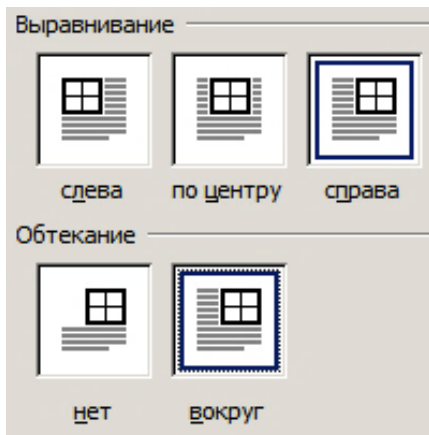 Выравнивание
слева по центру справа
Обтекание
нет вокруг